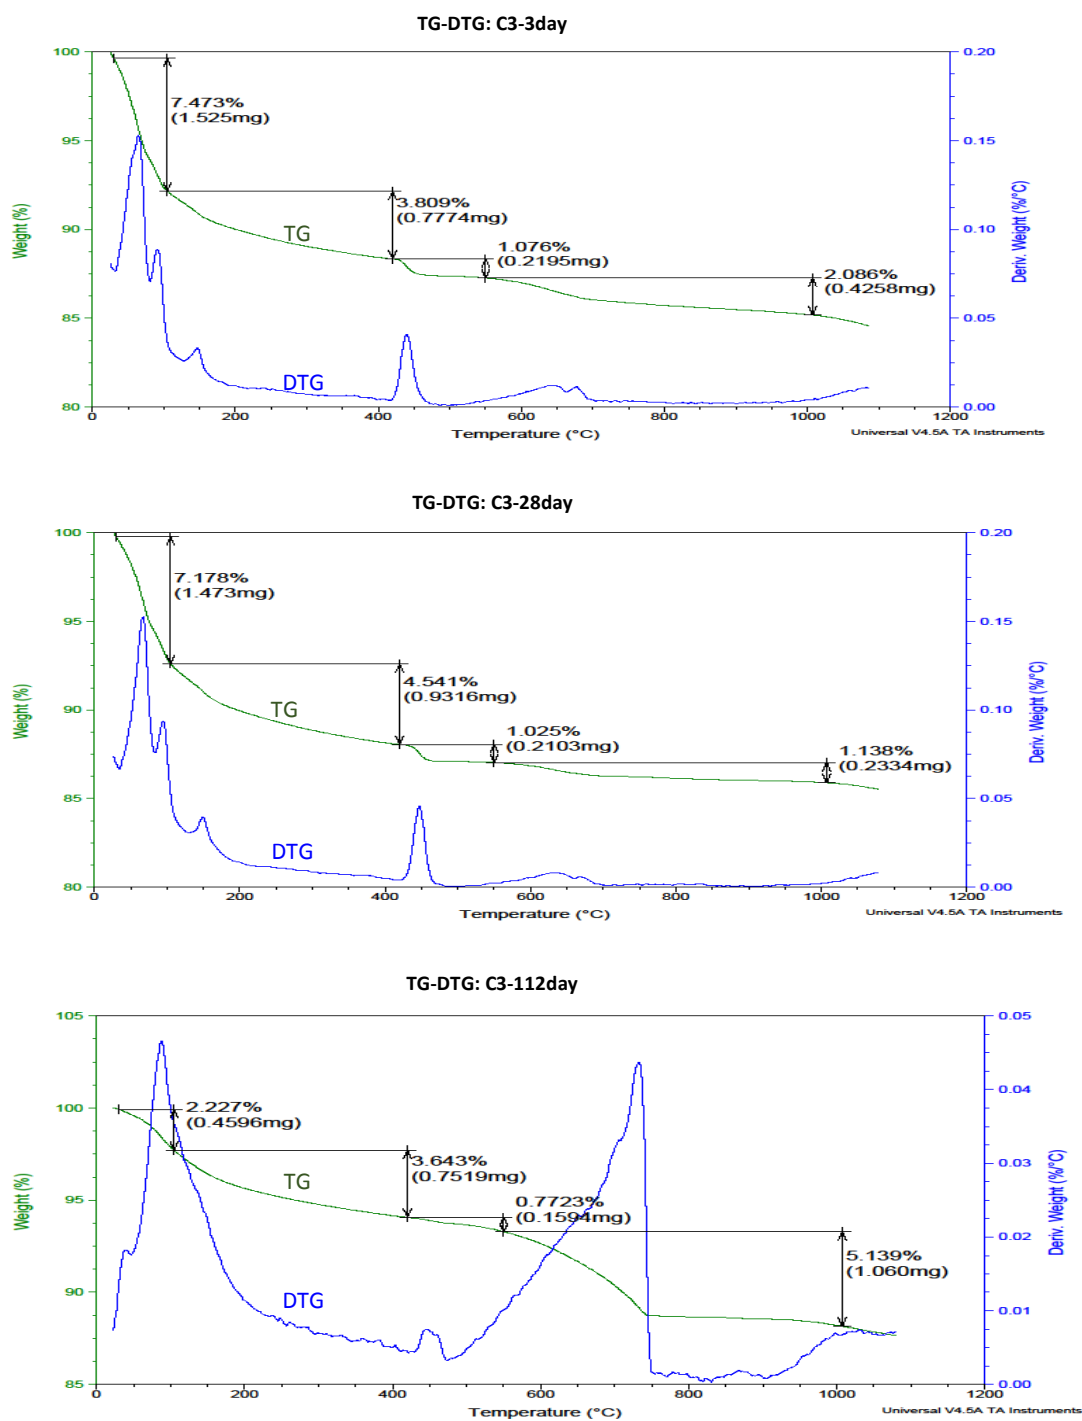 TG-DTG: C3-3day
100
95
90
85
80
Weight (%)
7.473%
(1.525mg)
3.809%
(0.7774mg)
1.076%
(0.2195mg)
2.086%
(0.4258mg)
TG
DTG
0.20
0.15
0.10
0.05
0.00
Deriv. Weight (%/°C)
0
200
400
600
800
1000
1200
Temperature (°C)
Universal V4.5A TA Instruments
TG-DTG: C3-28day
100
95
90
85
80
Weight (%)
7.178%
(1.473mg)
4.541%
(0.9316mg)
1.025%
(0.2103mg)
1.138%
(0.2334mg)
TG
DTG
0.20
0.15
0.10
0.05
0.00
Deriv. Weight (%/°C)
0
200
400
600
800
1000
1200
Temperature (°C)
Universal V4.5A TA Instruments
TG-DTG: C3-112day
105
100
95
90
85
Weight (%)
2.227%
(0.4596mg)
3.643%
(0.7519mg)
0.7723%
(0.1594mg)
5.139%
(1.060mg)
TG
DTG
0.05
0.04
0.03
0.02
0.01
0.00
Deriv. Weight (%/°C)
0
200
400
600
800
1000
1200
Temperature (°C)
Universal V4.5A TA Instruments